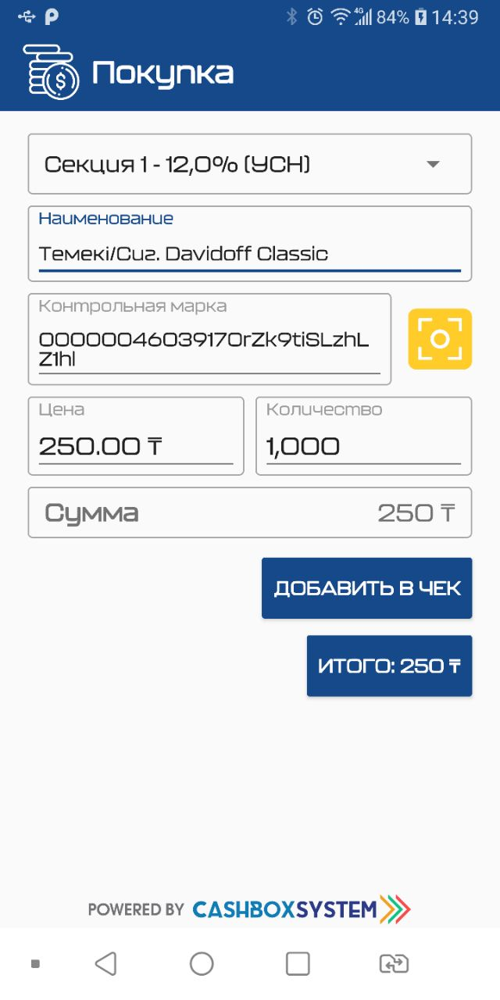 4G 84% 14:39
Покупка
Секция 1 - 12,0% (УСН)
Наименование
Темекі/Сиг. Davidoff Classic
Контрольная марка
00000046039170rZk9tiSLzhL
Z1hl
Цена
Количество
250.00 ₸
1,000
Сумма
250 ₸
ДОБАВИТЬ В ЧЕК
ИТОГО: 250 ₸
POWERED BY CASHBOXSYSTEM